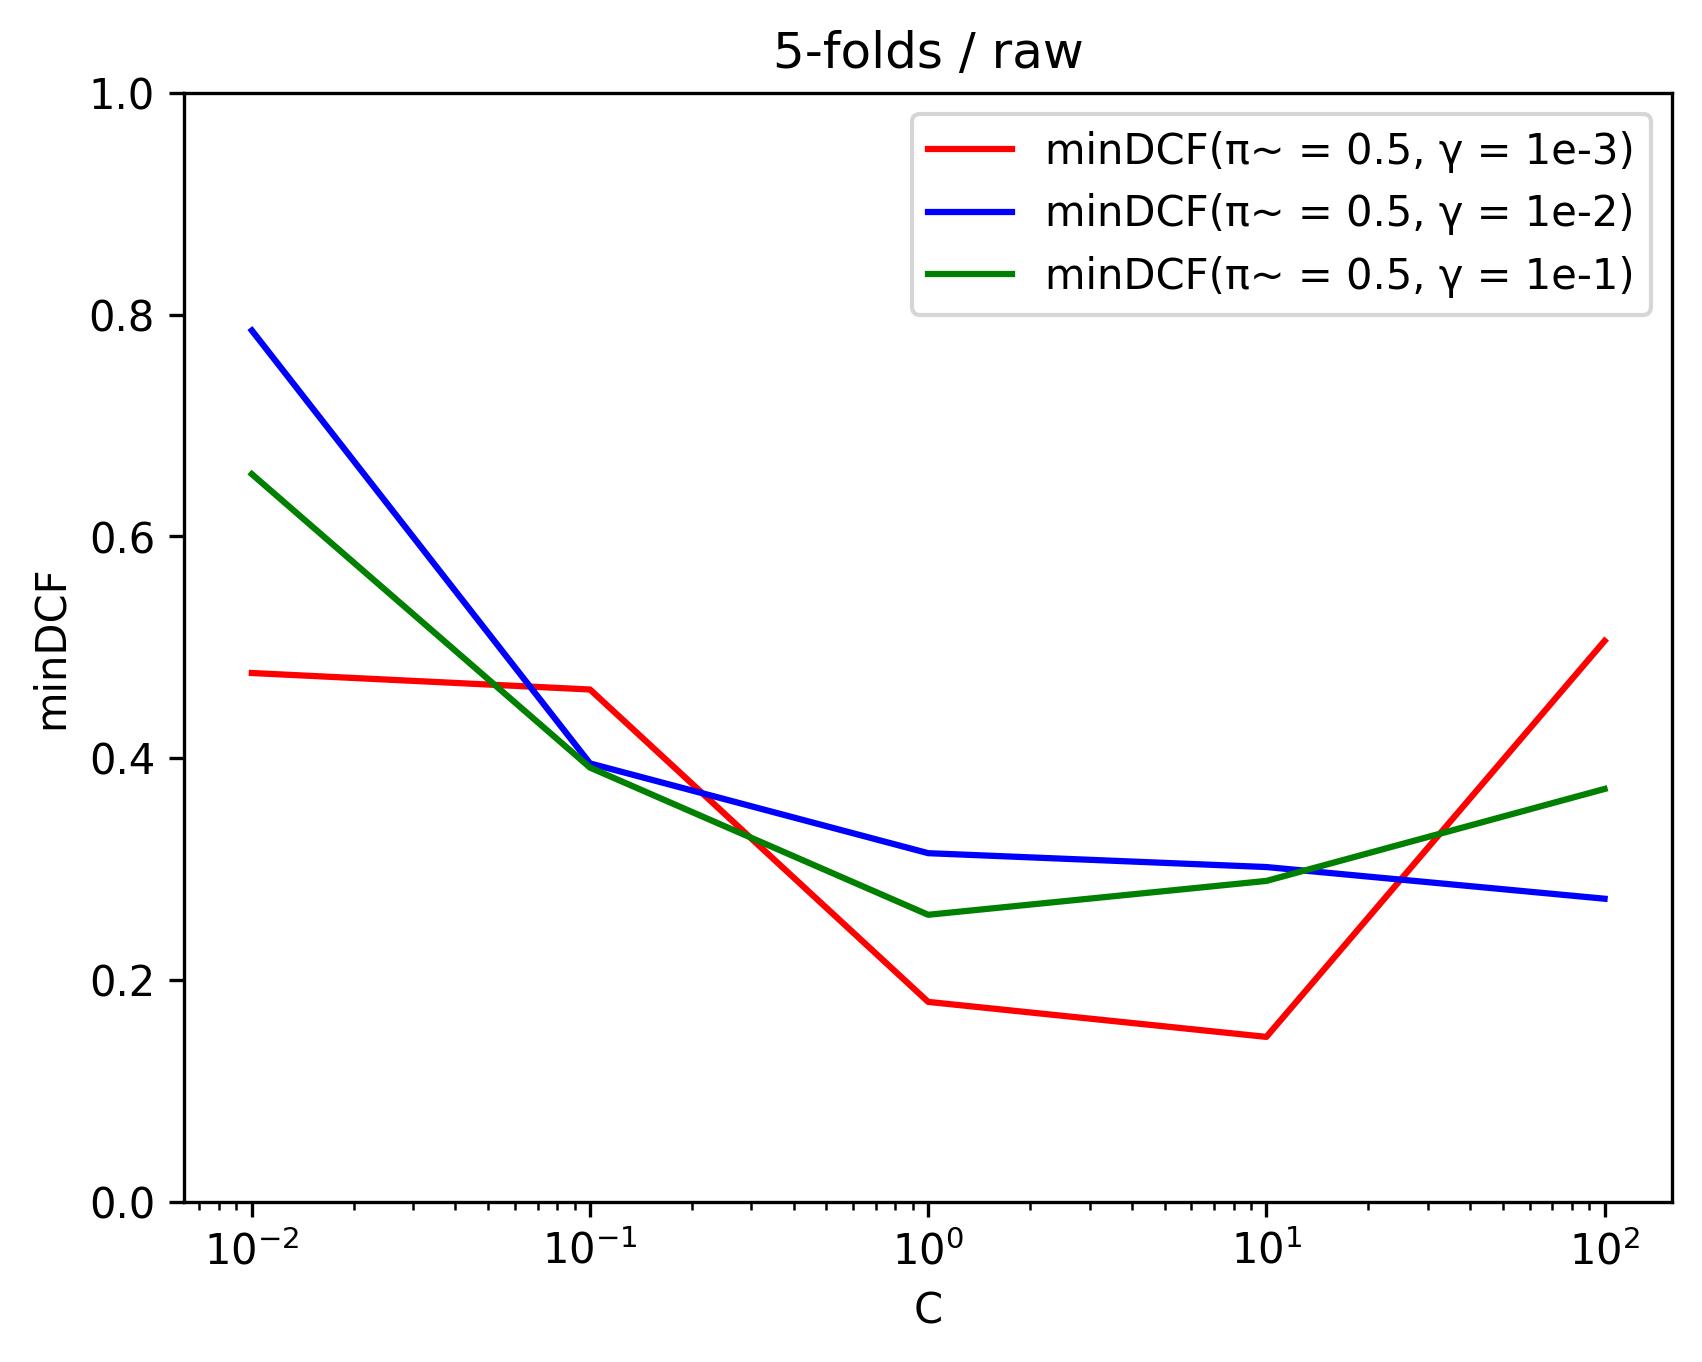 5-folds / raw
minDCF(π~ = 0.5, γ = 1e-3)
minDCF(π~ = 0.5, γ = 1e-2)
minDCF(π~ = 0.5, γ = 1e-1)
minDCF
1.0
0.8
0.6
0.4
0.2
0.0
10⁻² 10⁻¹ 10⁰ 10¹ 10²
C